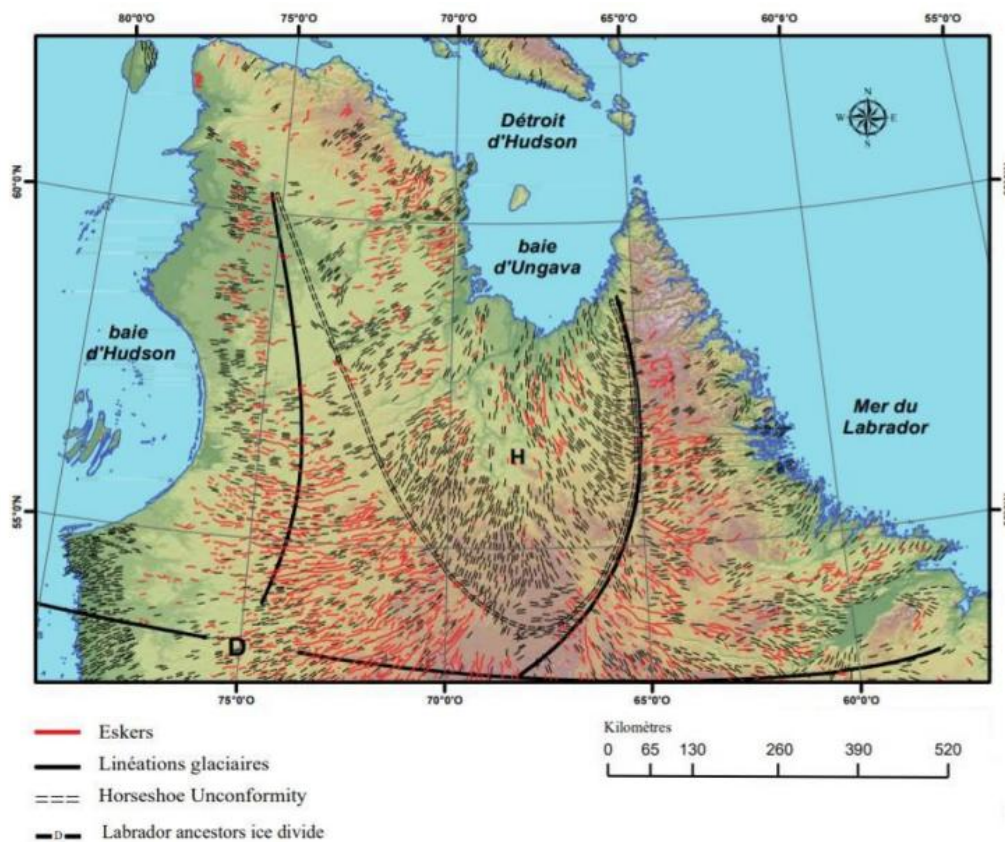 80°0'O 75°0'O 70°0'O 65°0'O 60°0'O 55°0'O
Détroit
d'Hudson
N
W E
S
60°0'N
baie
d'Ungava
baie
d'Hudson
Mer du
Labrador
H
55°0'N
D
75°0'O 70°0'O 65°0'O 60°0'O
Eskers
Linéations glaciaires
Horseshoe Unconformity
D Labrador ancestors ice divide
Kilomètres
0 65 130 260 390 520